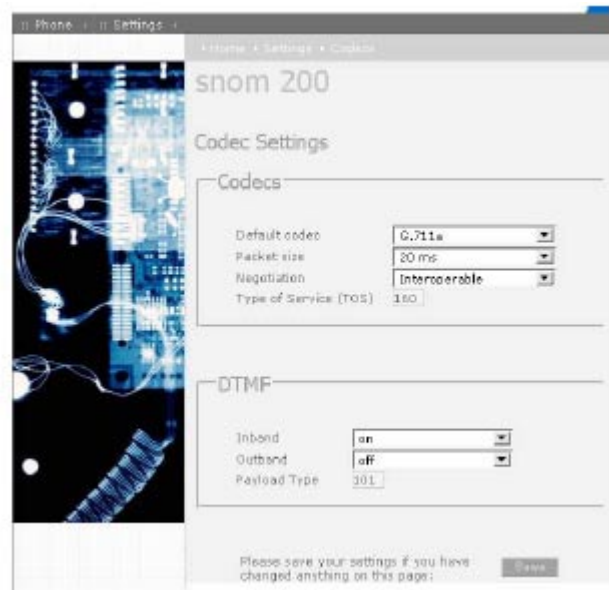 :: Phone :: Settings
Home Settings Codecs
snom 200
Codec Settings
Codecs
Default codec G.711a
Packet size 20 ms
Negotiation Interoperable
Type of Service (TOS) 160
DTMF
Inband on
Outband off
Payload Type 101
Please save your settings if you have
changed anything on this page: Save